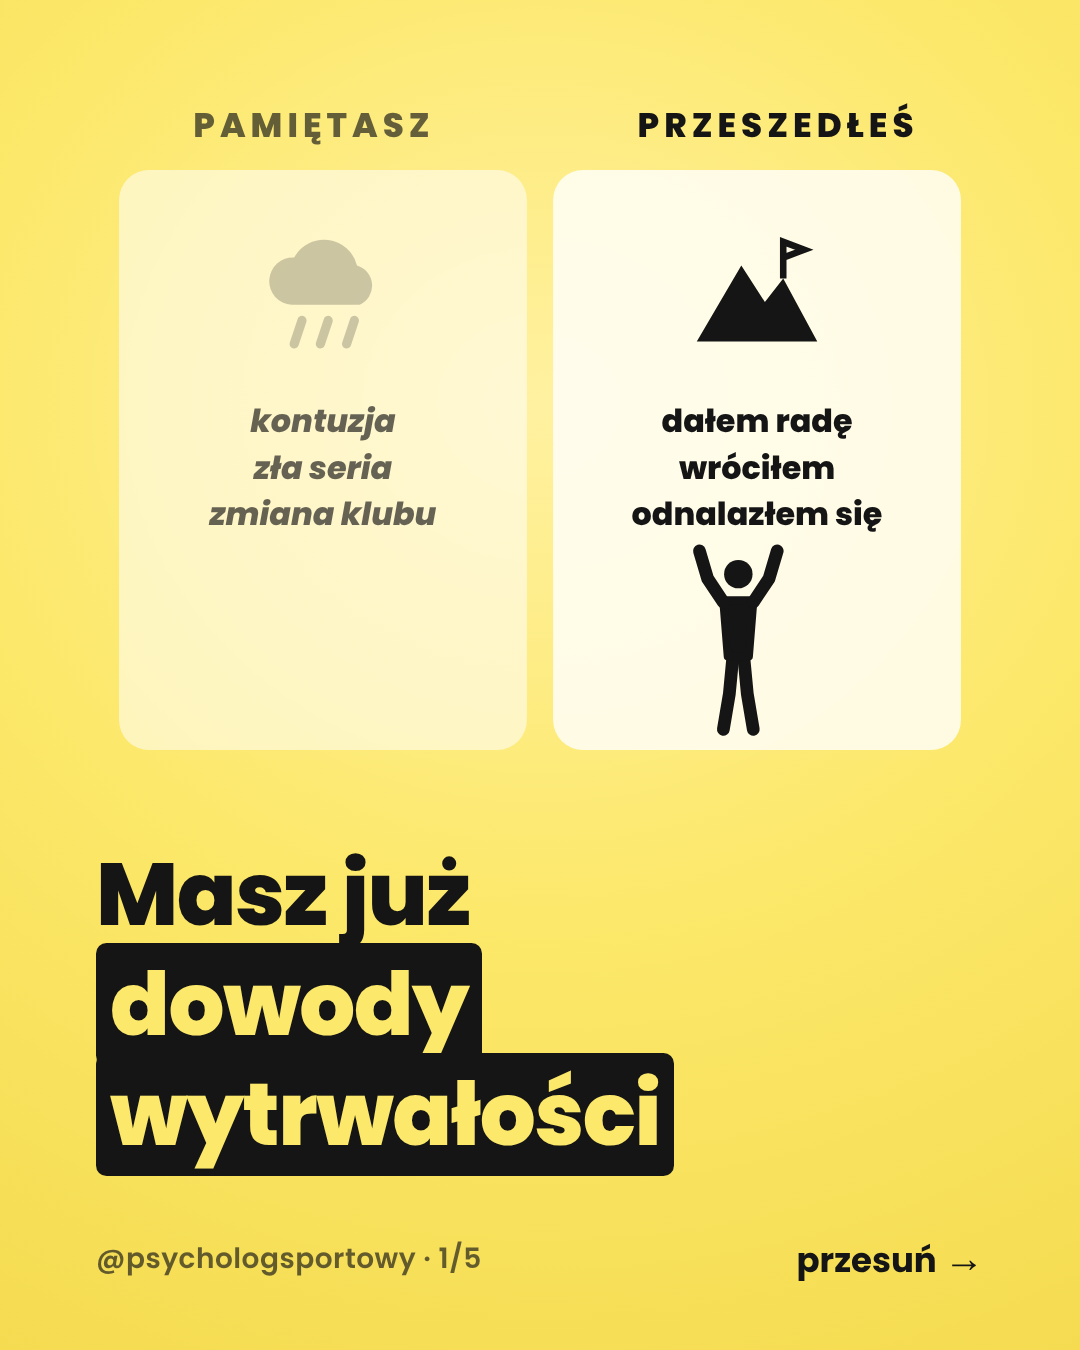 PAMIĘTASZ
PRZESZEDŁEŚ
kontuzja
zła seria
zmiana klubu
dałem radę
wróciłem
odnalazłem się
Masz już
dowody
wytrwałości
@psychologsportowy · 1/5
przesuń →